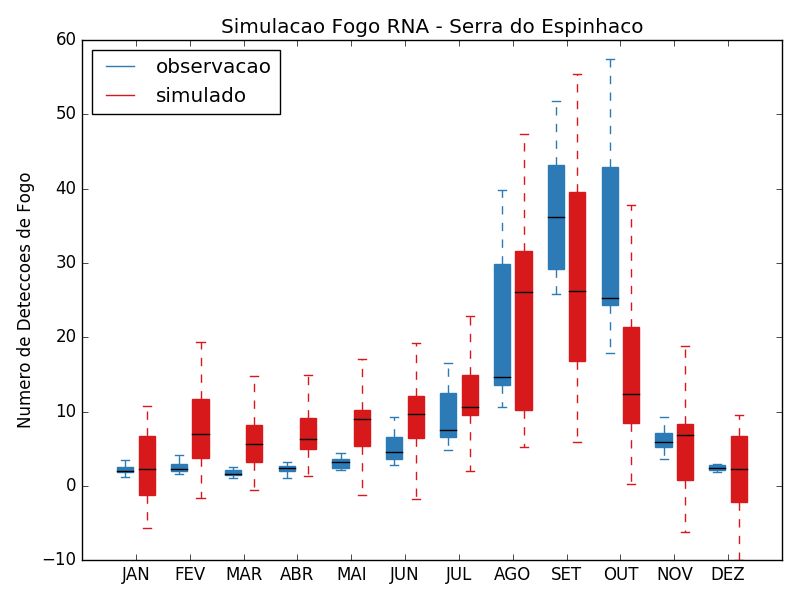 Simulacao Fogo RNA - Serra do Espinhaco
observacao
simulado
Numero de Deteccoes de Fogo
60
50
40
30
20
10
0
−10
JAN FEV MAR ABR MAI JUN JUL AGO SET OUT NOV DEZ